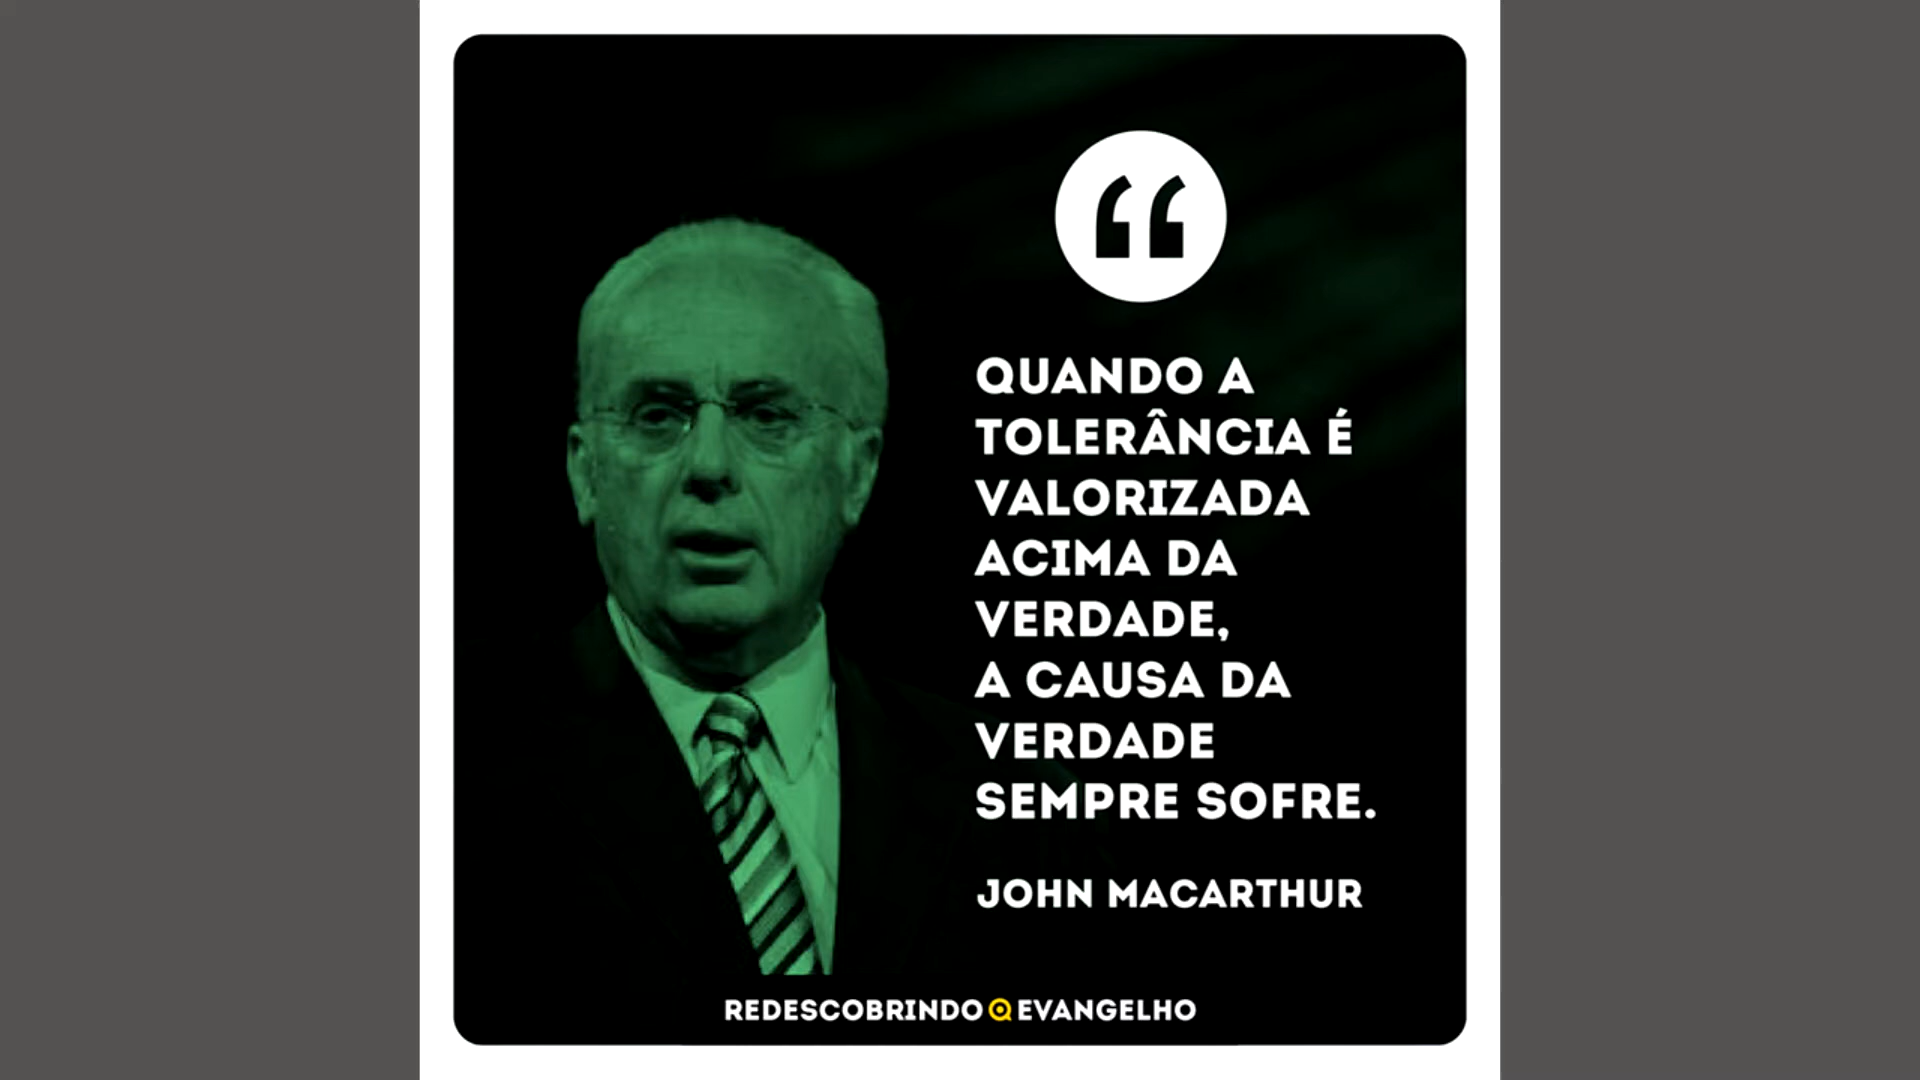 QUANDO A
TOLERÂNCIA É
VALORIZADA
ACIMA DA
VERDADE,
A CAUSA DA
VERDADE
SEMPRE SOFRE.
JOHN MACARTHUR
REDESCOBRINDO O EVANGELHO